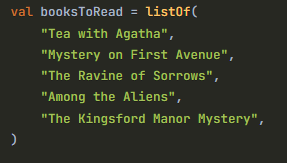 val booksToRead = listOf(
    "Tea with Agatha",
    "Mystery on First Avenue",
    "The Ravine of Sorrows",
    "Among the Aliens",
    "The Kingsford Manor Mystery",
)